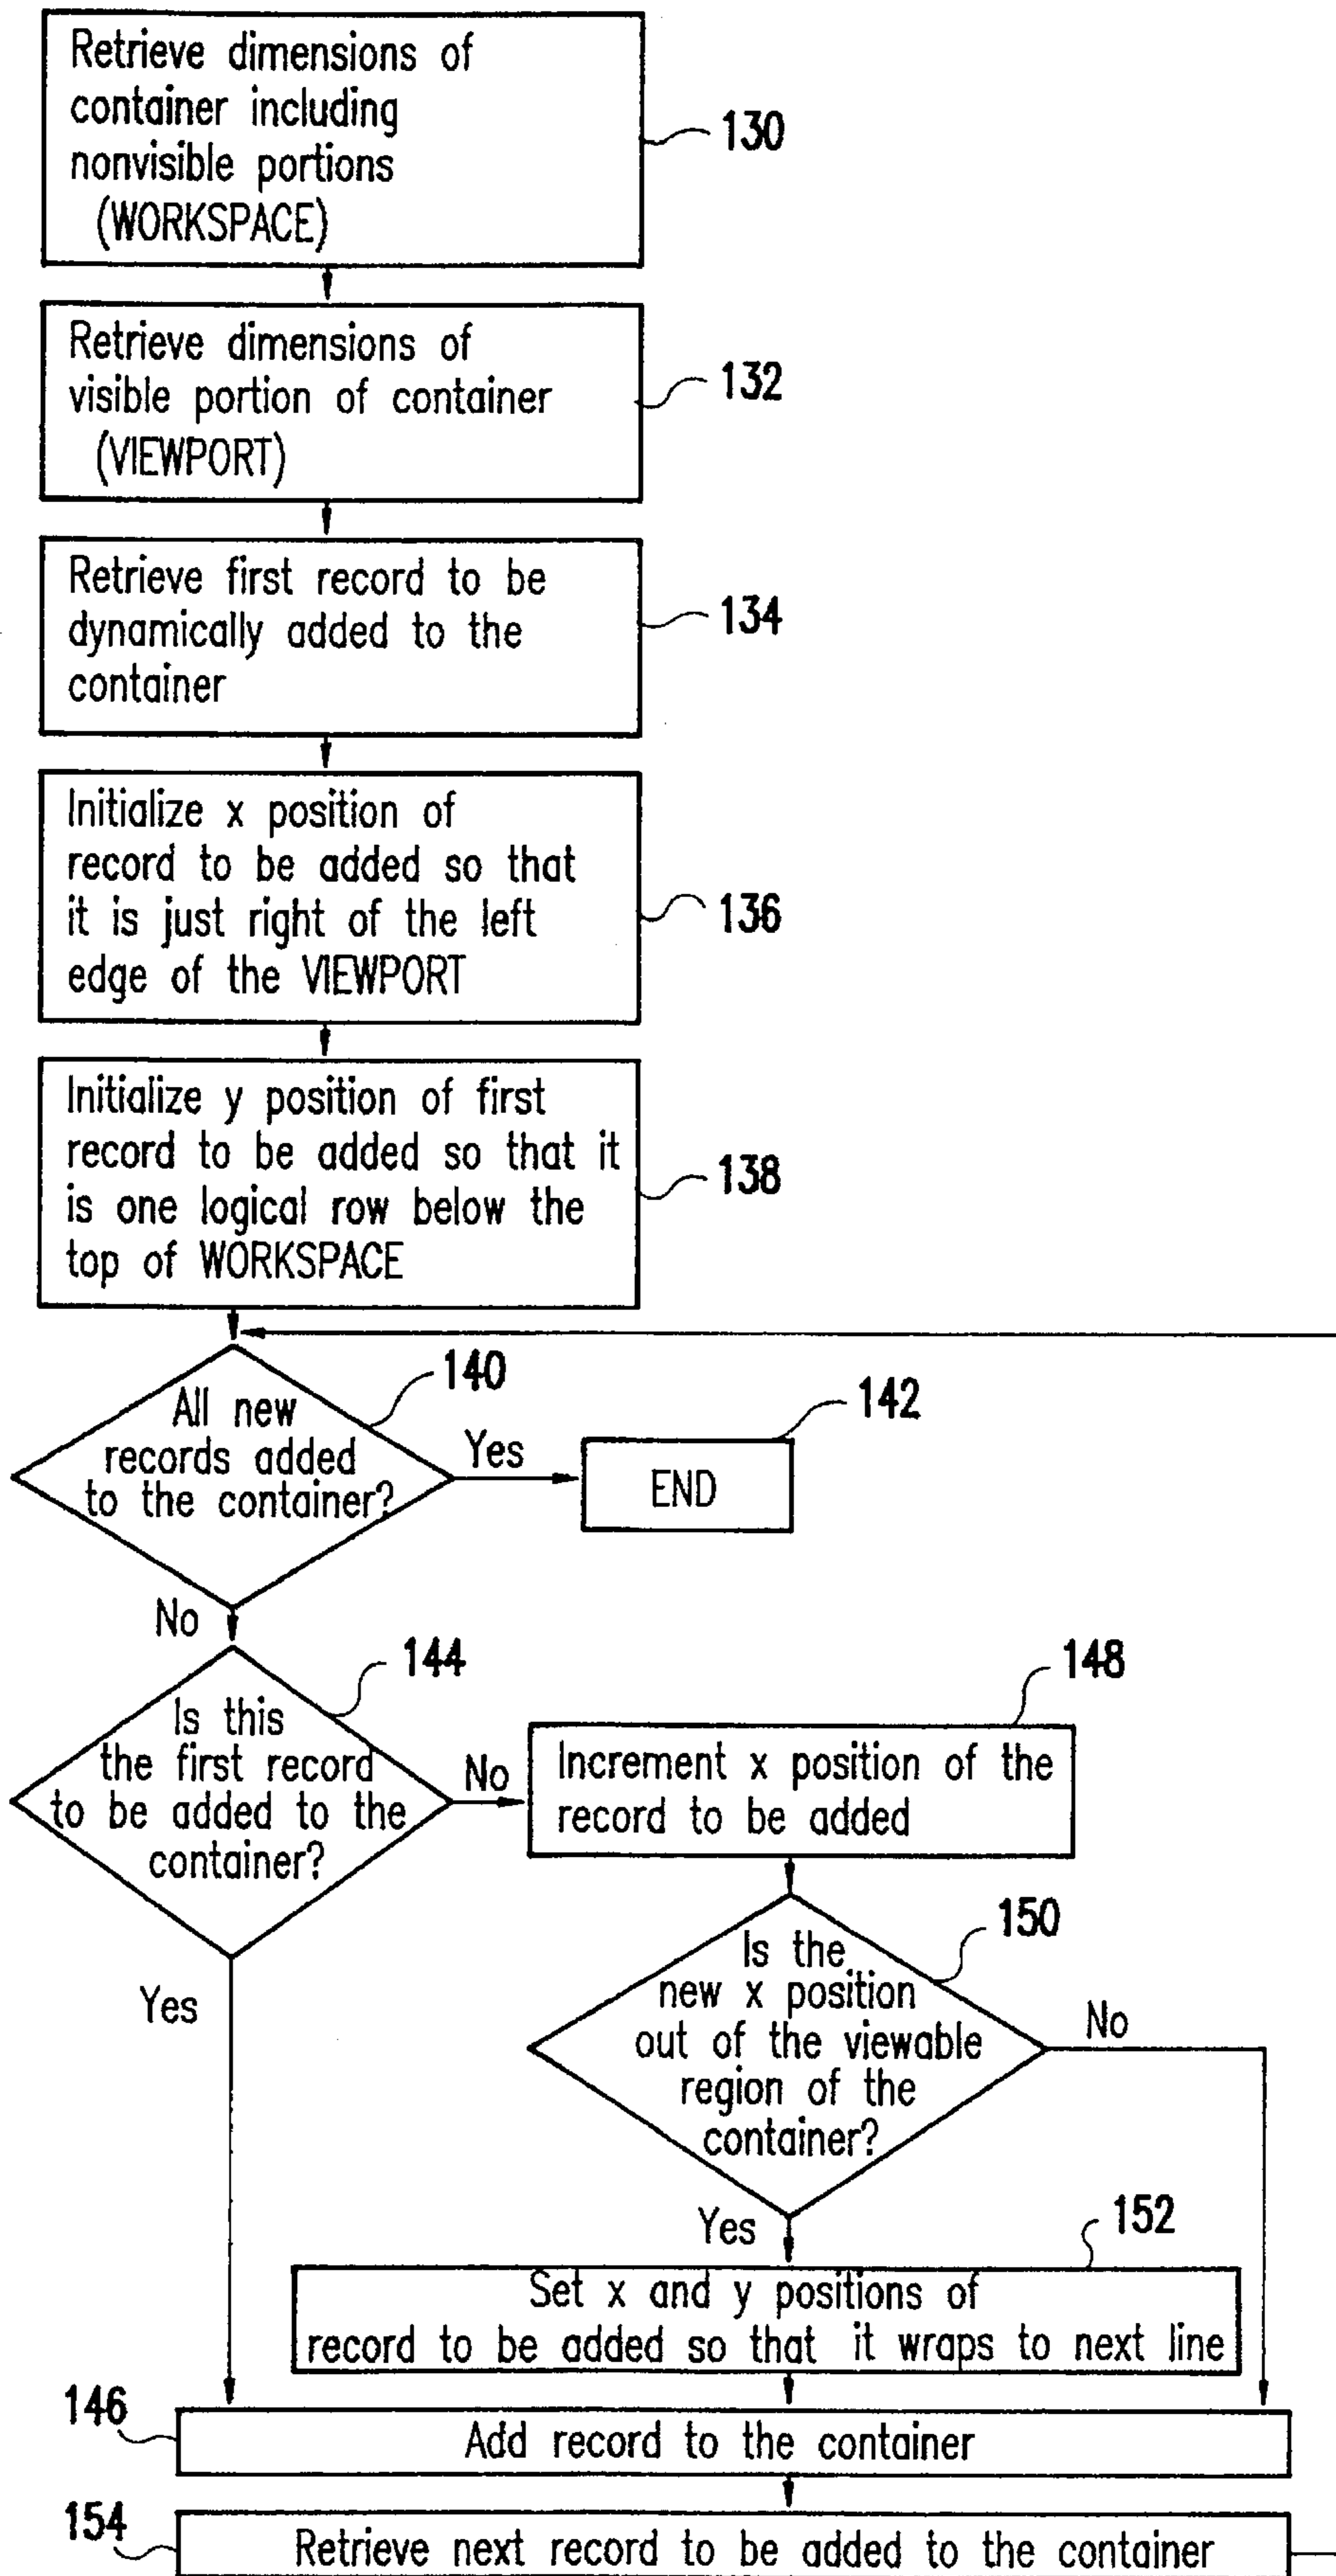 Retrieve dimensions of
container including
nonvisible portions
(WORKSPACE)
130
Retrieve dimensions of
visible portion of container
(VIEWPORT)
132
Retrieve first record to be
dynamically added to the
container
134
Initialize x position of
record to be added so that
it is just right of the left
edge of the VIEWPORT
136
Initialize y position of first
record to be added so that it
is one logical row below the
top of WORKSPACE
138
All new
records added
to the container?
140
Yes
END
142
No
Is this
the first record
to be added to the
container?
144
No
Increment x position of the
record to be added
148
Yes
Is the
new x position
out of the viewable
region of the
container?
150
No
Yes
Set x and y positions of
record to be added so that it wraps to next line
152
146
Add record to the container
154
Retrieve next record to be added to the container